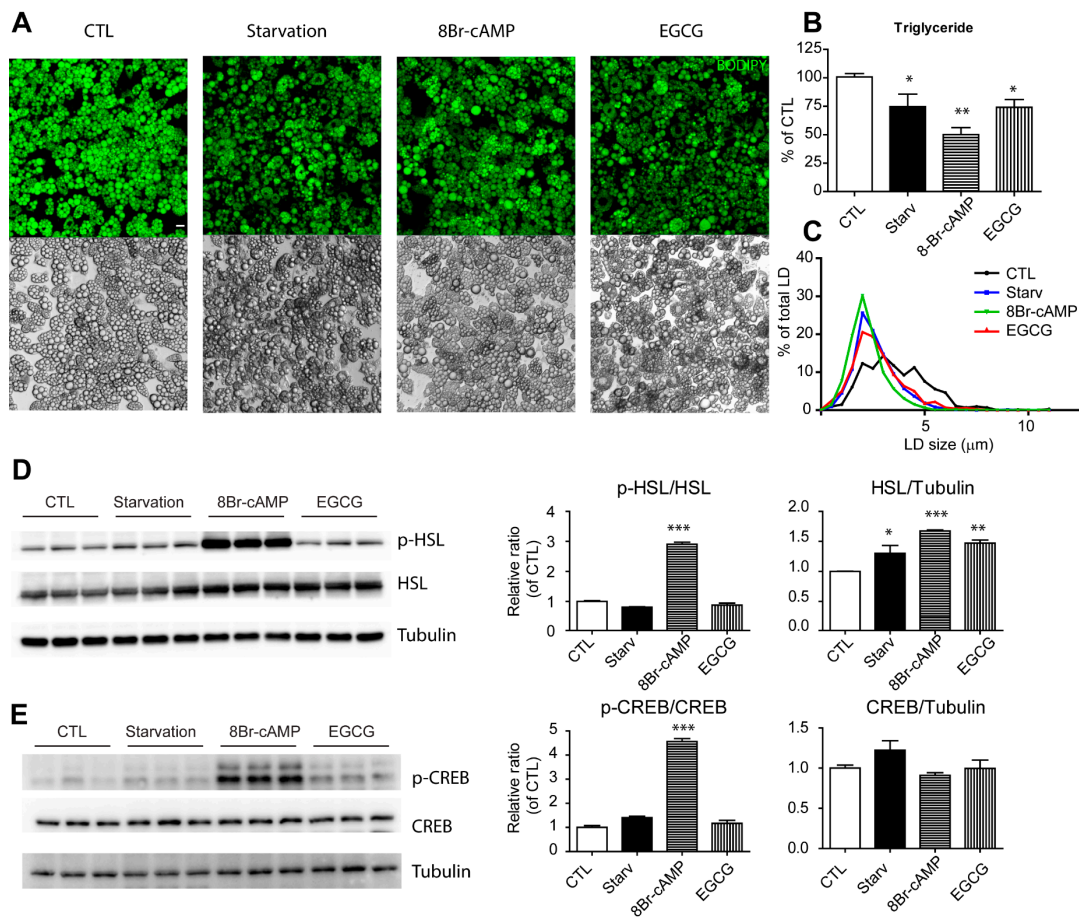 A
CTL
Starvation
8Br-cAMP
EGCG
BODIPY
B
Triglyceride
% of CTL
125
100
75
50
25
0
*
**
*
CTL
Starv
8-Br-cAMP
EGCG
C
% of total LD
40
30
20
10
0
5
10
LD size (μm)
CTL
Starv
8Br-cAMP
EGCG
D
CTL
Starvation
8Br-cAMP
EGCG
p-HSL
HSL
Tubulin
p-HSL/HSL
Relative ratio
(of CTL)
4
3
2
1
0
***
CTL
Starv
8Br-cAMP
EGCG
HSL/Tubulin
2.0
1.5
1.0
0.5
0.0
*
***
**
CTL
Starv
8Br-cAMP
EGCG
E
CTL
Starvation
8Br-cAMP
EGCG
p-CREB
CREB
Tubulin
p-CREB/CREB
Relative ratio
(of CTL)
5
4
3
2
1
0
***
CTL
Starv
8Br-cAMP
EGCG
CREB/Tubulin
1.5
1.0
0.5
0.0
CTL
Starv
8Br-cAMP
EGCG